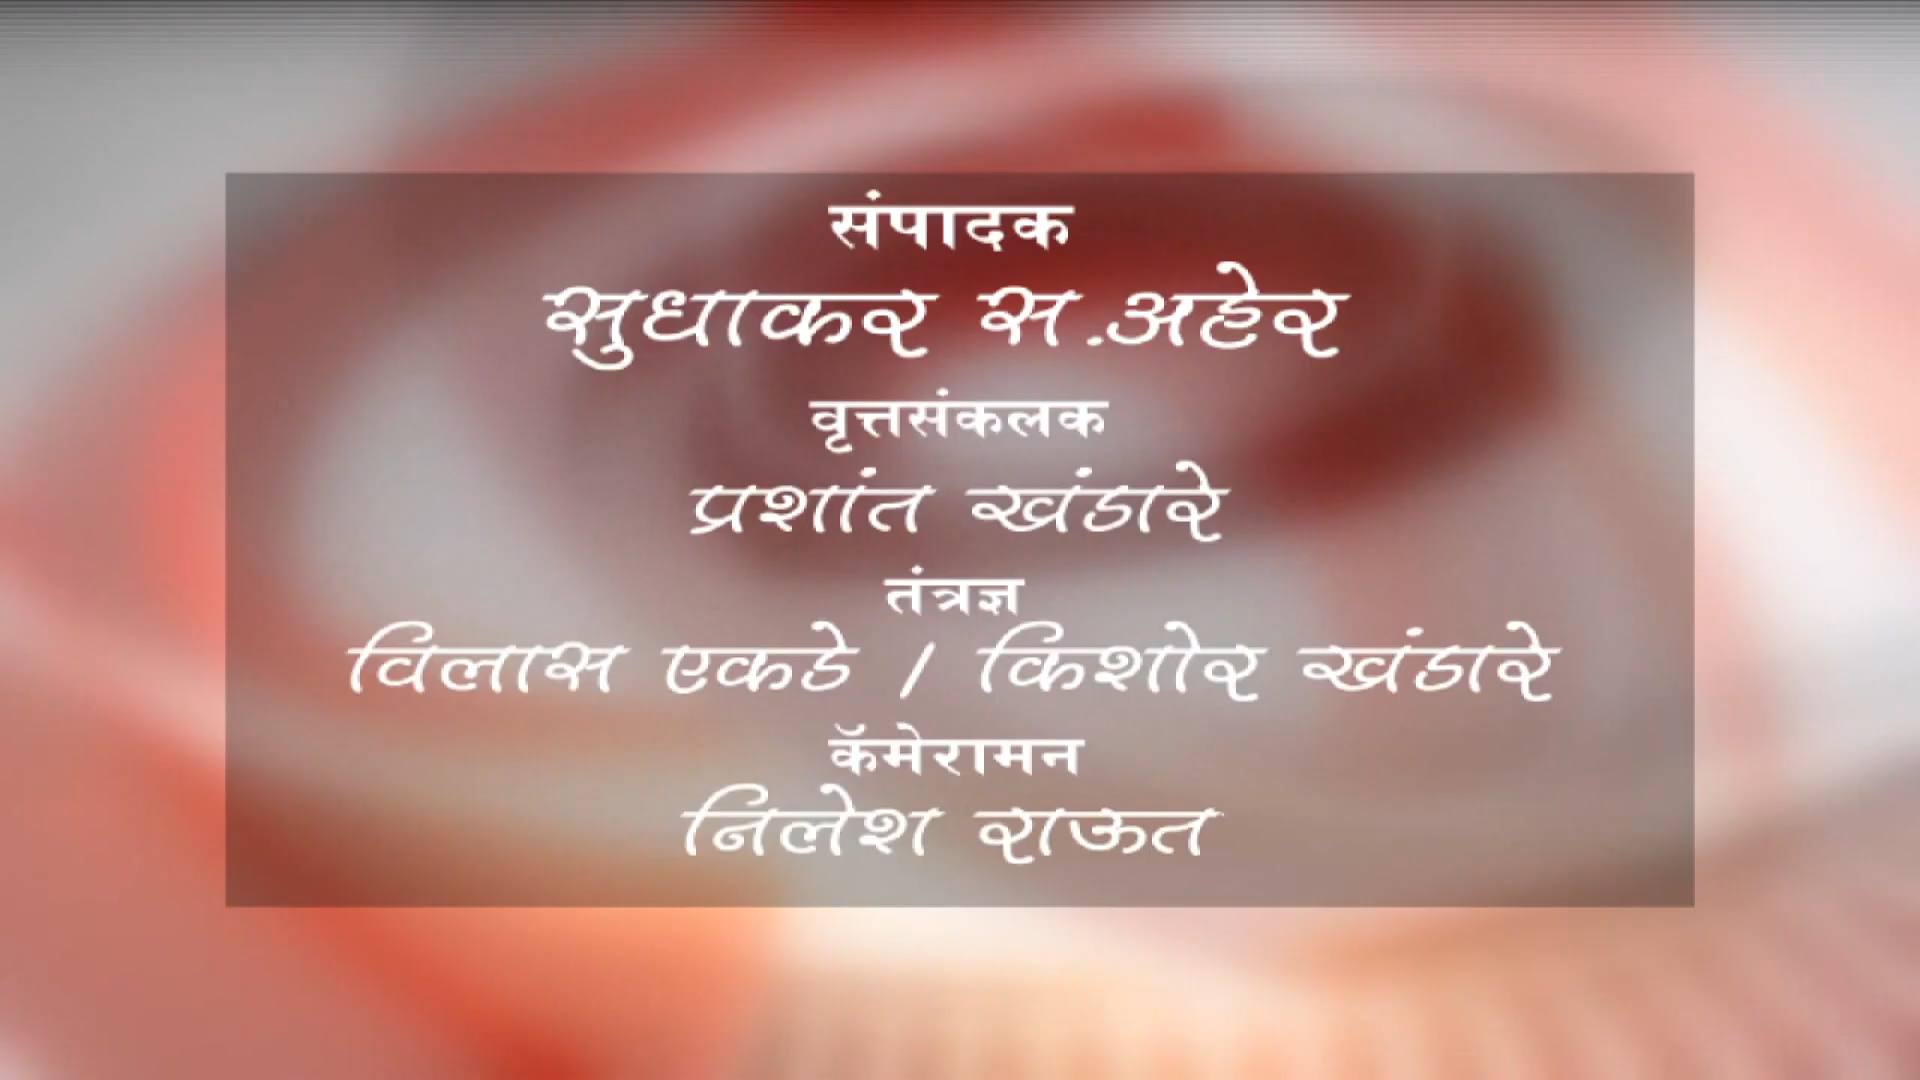 संपादक
सुधाकर स.अहेर
वृत्तसंकलक
प्रशांत खंडारे
तंत्रज्ञ
विलास एकडे / किशोर खंडारे
कॅमेरामन
निलेश राऊत